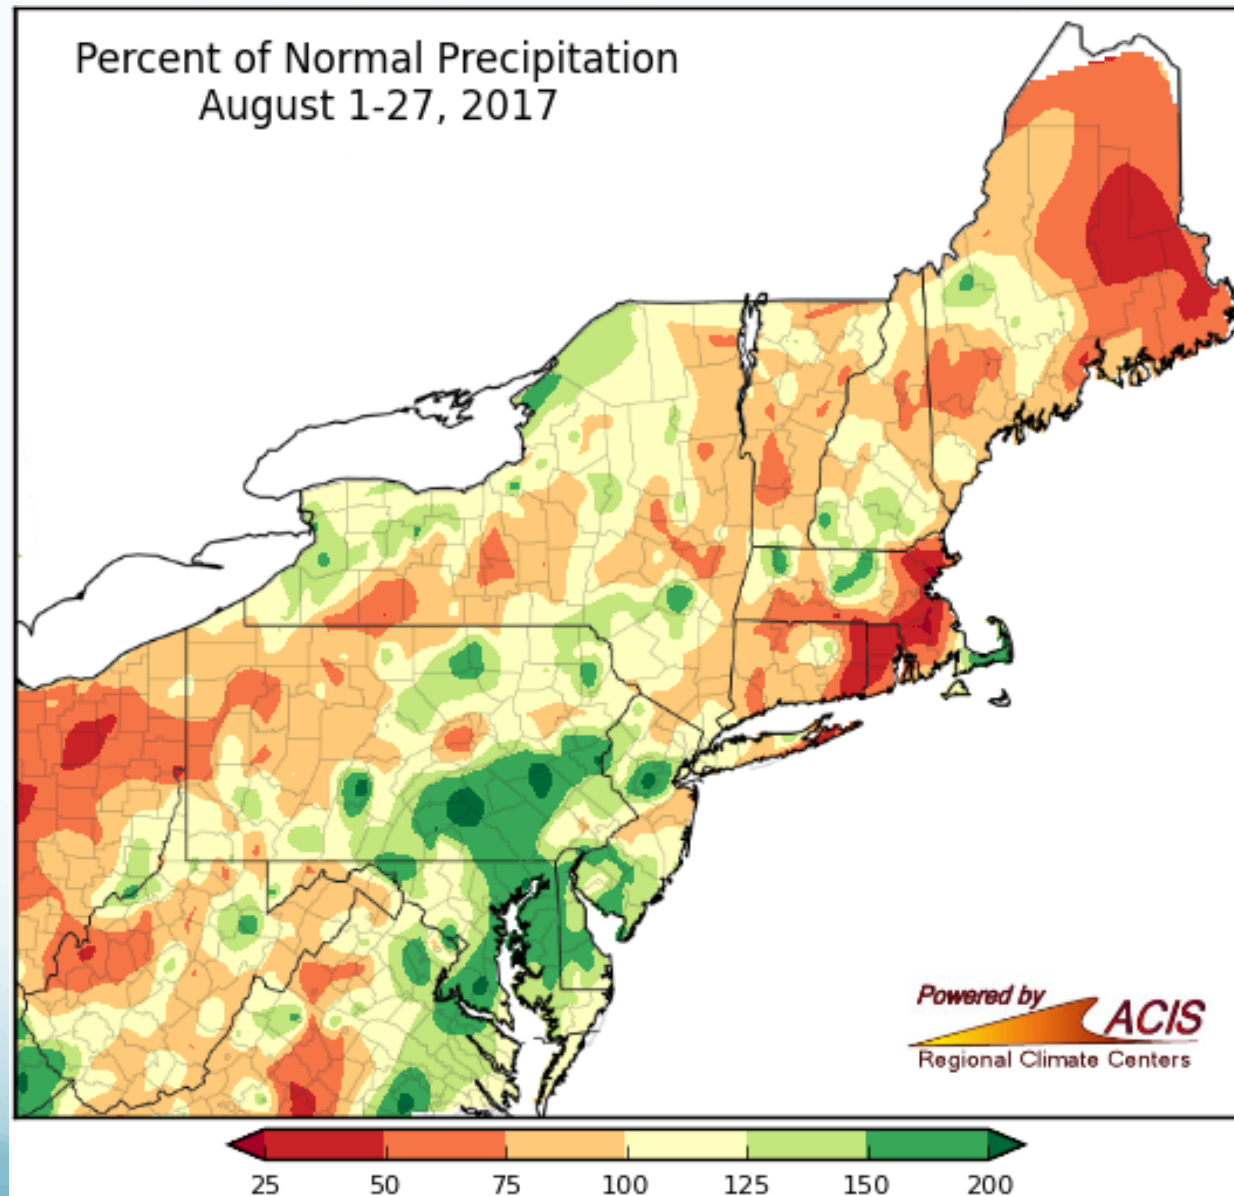 Percent of Normal Precipitation
August 1-27, 2017
Powered by
ACIS
Regional Climate Centers
25 50 75 100 125 150 200